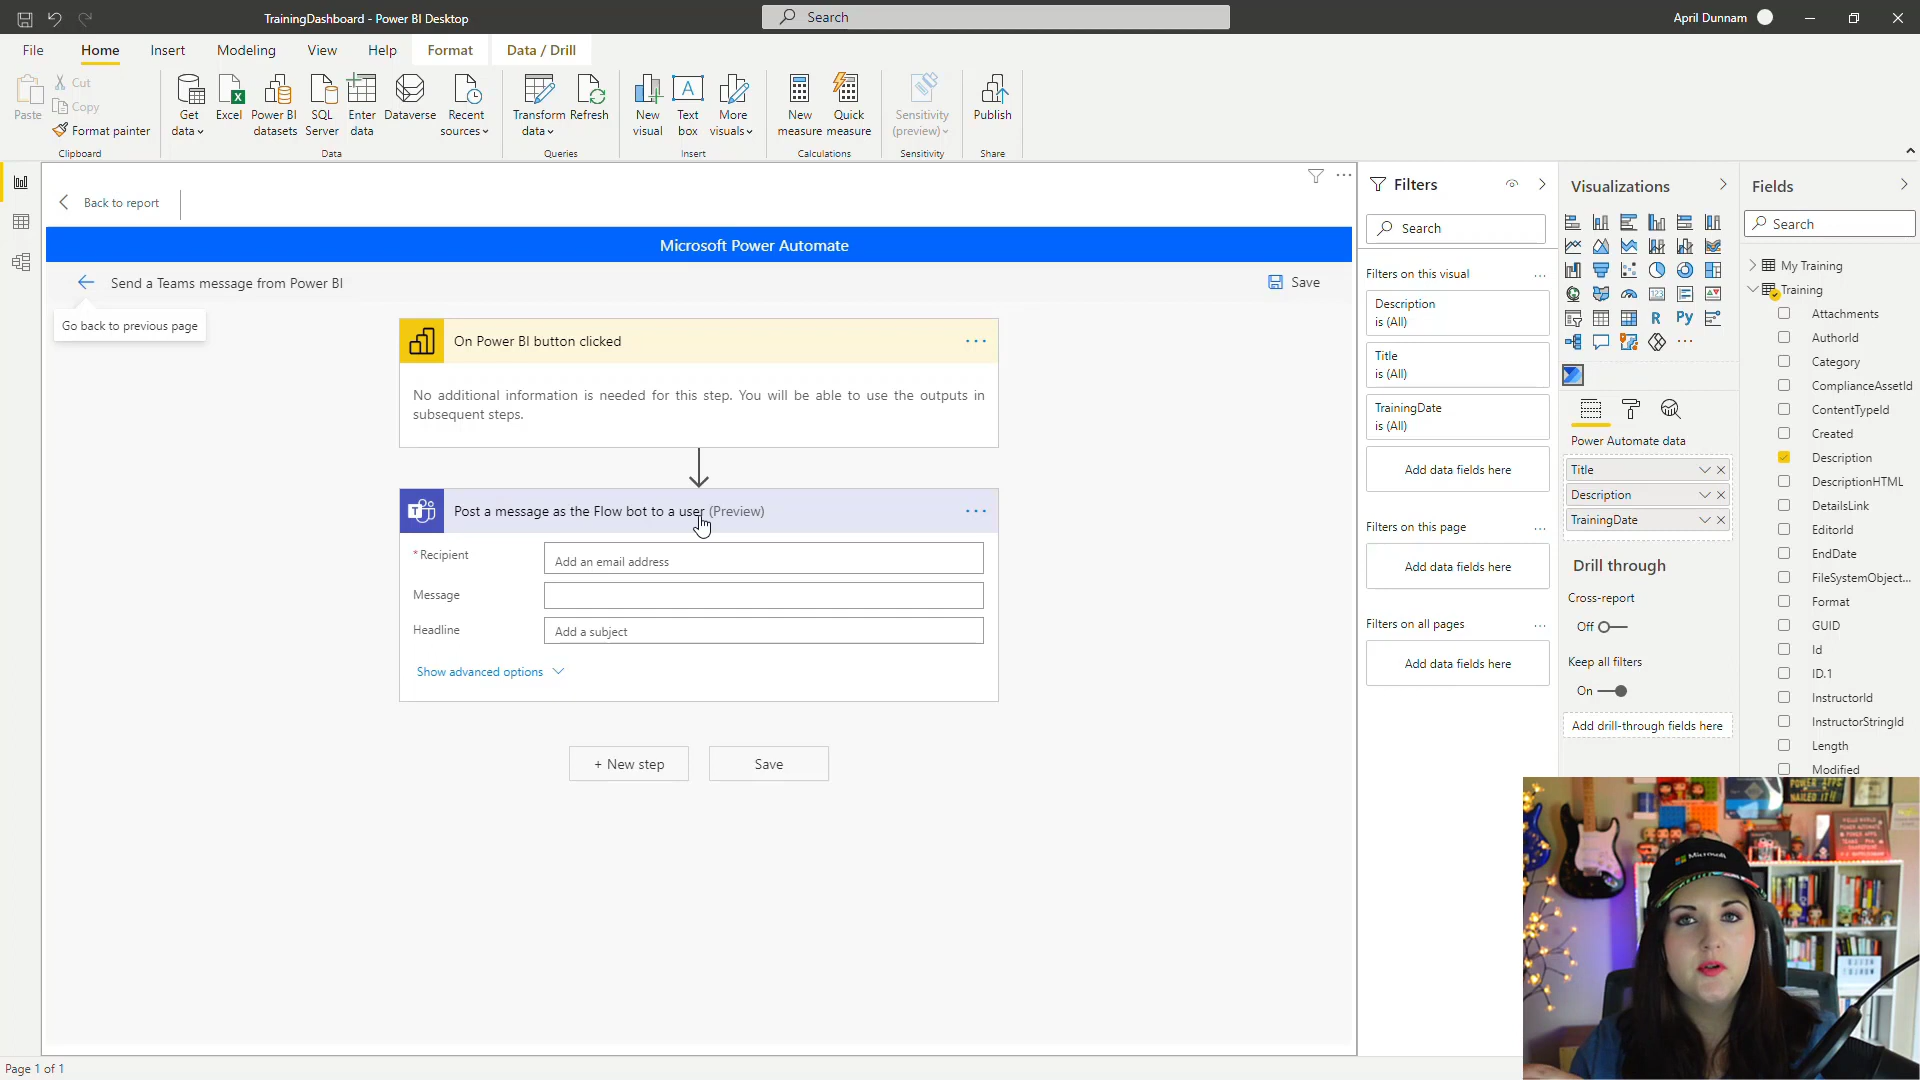 TrainingDashboard - Power BI Desktop
Search
April Dunnam
File
Home
Insert
Modeling
View
Help
Format
Data / Drill
Paste
Cut
Copy
Format painter
Clipboard
Get
data
Excel
Power BI
datasets
SQL
Server
Enter
data
Dataverse
Recent
sources
Data
Transform
data
Refresh
Queries
New
visual
Text
box
More
visuals
Insert
New
measure
Quick
measure
Calculations
Sensitivity
(preview)
Sensitivity
Publish
Share
Back to report
Microsoft Power Automate
Send a Teams message from Power BI
Save
Go back to previous page
On Power BI button clicked
No additional information is needed for this step. You will be able to use the outputs in
subsequent steps.
Post a message as the Flow bot to a user (Preview)
* Recipient
Add an email address
Message
Headline
Add a subject
Show advanced options
+ New step
Save
Filters
Search
Filters on this visual
Description
is (All)
Title
is (All)
TrainingDate
is (All)
Add data fields here
Filters on this page
Add data fields here
Filters on all pages
Add data fields here
Visualizations
R
Py
Power Automate data
Title
Description
TrainingDate
Drill through
Cross-report
Off
Keep all filters
On
Add drill-through fields here
Fields
Search
My Training
Training
Attachments
AuthorId
Category
ComplianceAssetId
ContentTypeId
Created
Description
DescriptionHTML
DetailsLink
EditorId
EndDate
FileSystemObject...
Format
GUID
Id
ID.1
InstructorId
InstructorStringId
Length
Modified
Microsoft
Page 1 of 1